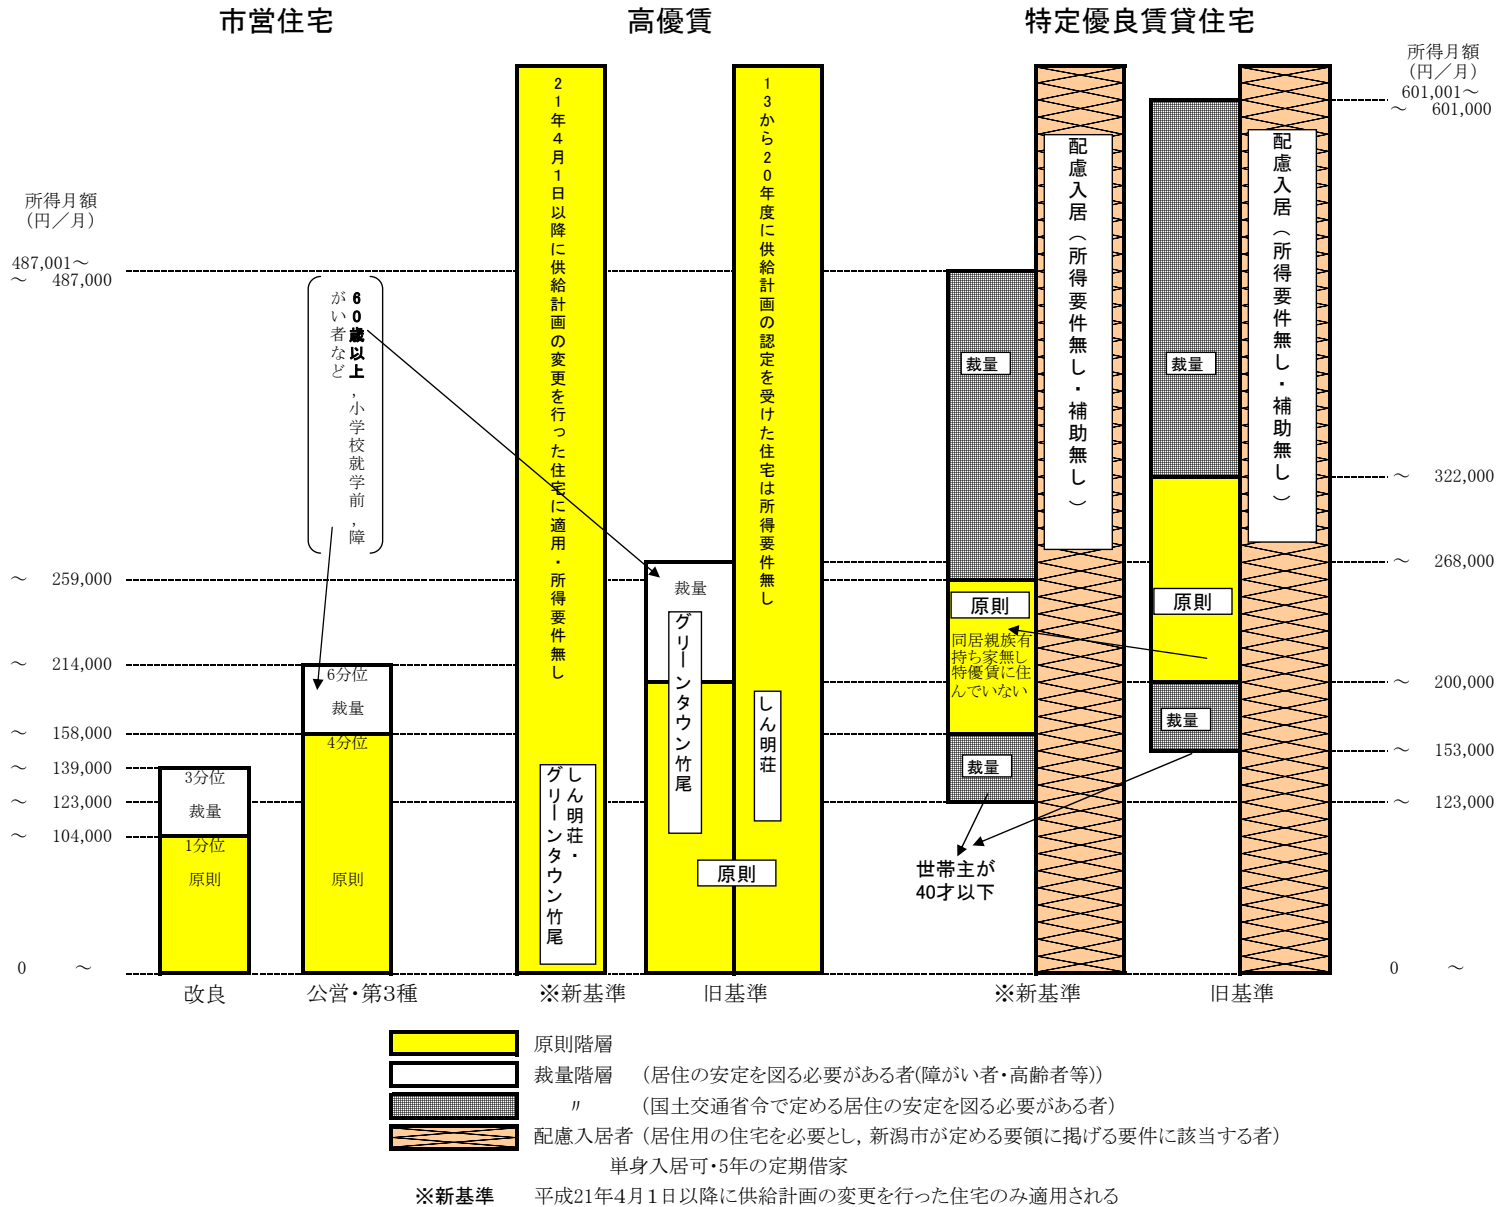 市営住宅
高優賃
特定優良賃貸住宅
所得月額
(円／月)
601,001～
～ 601,000
所得月額
(円／月)
487,001～
～ 487,000
～ 259,000
～ 214,000
～ 158,000
～ 139,000
～ 123,000
～ 104,000
0 ～
60歳以上,小学校就学前,障
がい者など
3分位
裁量
1分位
原則
6分位
裁量
4分位
原則
21年4月1日以降に供給計画の変更を行った住宅に適用・所得要件無し
しん明荘・
グリーンタウン竹尾
裁量
グリーンタウン竹尾
13から20年度に供給計画の認定を受けた住宅は所得要件無し
しん明荘
原則
裁量
原則
同居親族有
持ち家無し
特優賃に住
んでいない
裁量
世帯主が
40才以下
配慮入居（所得要件無し・補助無し）
裁量
原則
裁量
配慮入居（所得要件無し・補助無し）
～ 322,000
～ 268,000
～ 200,000
～ 153,000
～ 123,000
0 ～
改良
公営・第3種
※新基準
旧基準
※新基準
旧基準
原則階層
裁量階層 （居住の安定を図る必要がある者(障がい者・高齢者等)）
〃 （国土交通省令で定める居住の安定を図る必要がある者）
配慮入居者（居住用の住宅を必要とし，新潟市が定める要領に掲げる要件に該当する者）
単身入居可・5年の定期借家
※新基準 平成21年4月1日以降に供給計画の変更を行った住宅のみ適用される